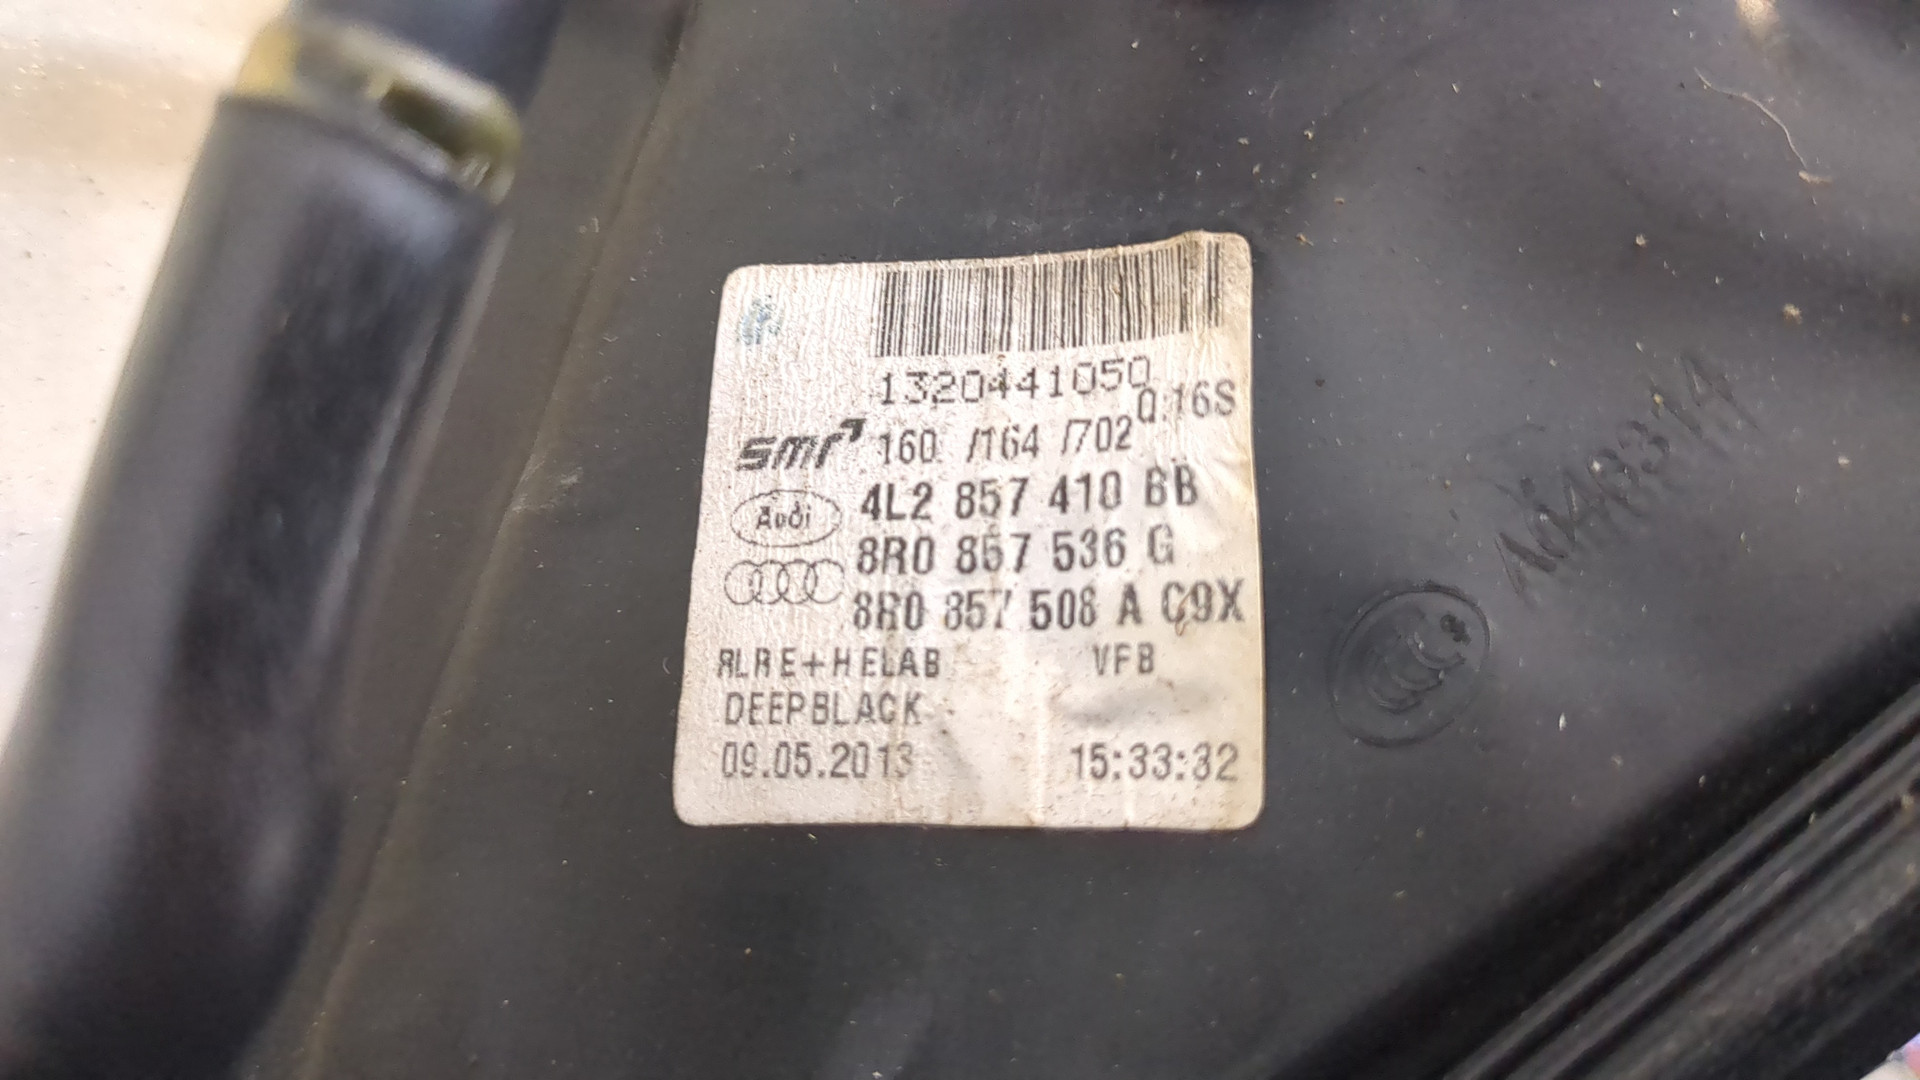 1320441050
0.16S
smr 160 /164 /702
Audi 4L2 857 410 BB
8R0 857 536 G
8R0 857 508 A C9X
RLRE+HELAB VFB
DEEPBLACK
09.05.2013 15:33:32